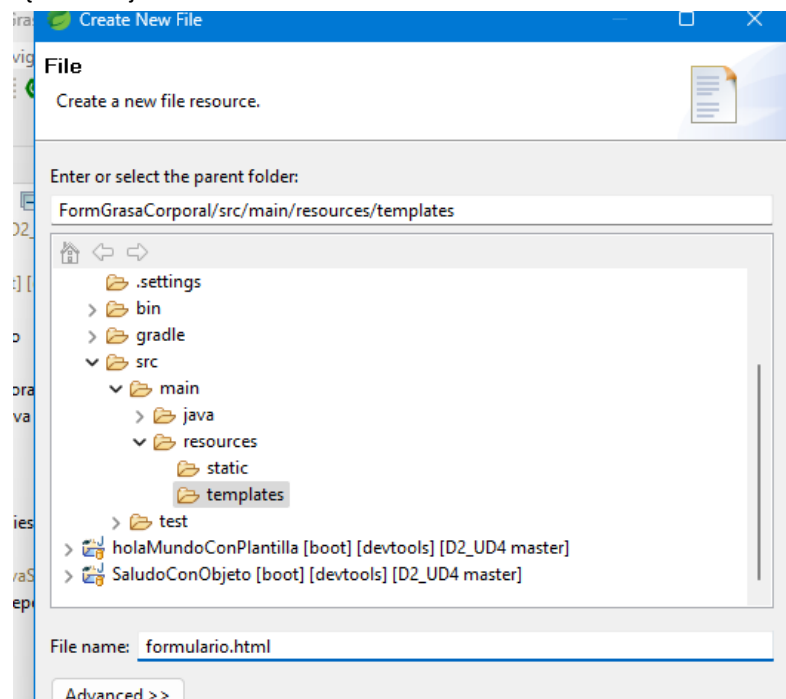 Create New File
File
Create a new file resource.
Enter or select the parent folder:
FormGrasaCorporal/src/main/resources/templates
.settings
bin
gradle
src
main
java
resources
static
templates
test
holaMundoConPlantilla [boot] [devtools] [D2_UD4 master]
SaludoConObjeto [boot] [devtools] [D2_UD4 master]
File name: formulario.html
Advanced >>